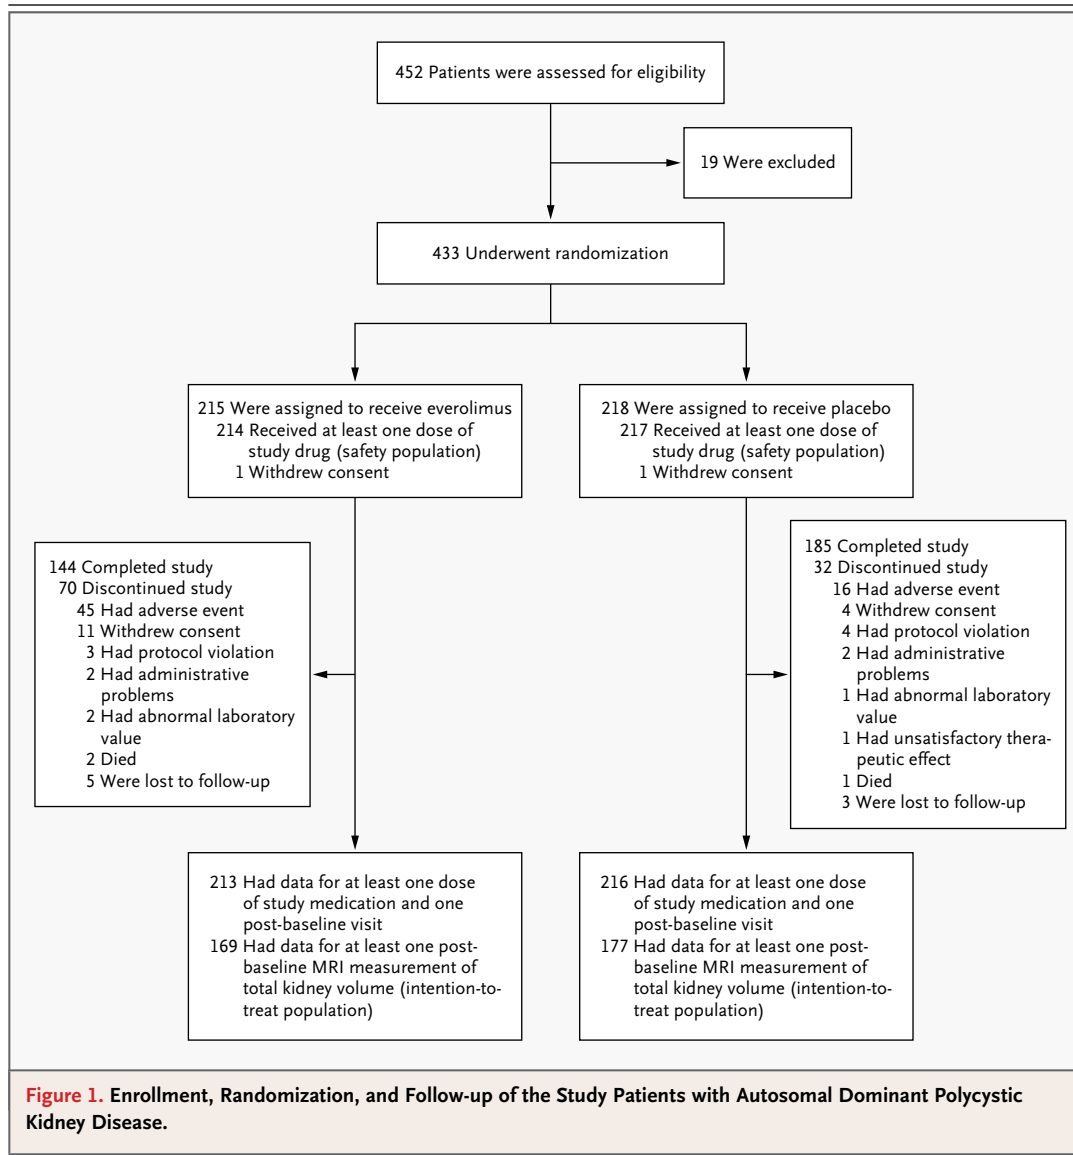 452 Patients were assessed for eligibility
19 Were excluded
433 Underwent randomization
215 Were assigned to receive everolimus
214 Received at least one dose of
study drug (safety population)
1 Withdrew consent
218 Were assigned to receive placebo
217 Received at least one dose of
study drug (safety population)
1 Withdrew consent
144 Completed study
70 Discontinued study
45 Had adverse event
11 Withdrew consent
3 Had protocol violation
2 Had administrative
problems
2 Had abnormal laboratory
value
2 Died
5 Were lost to follow-up
185 Completed study
32 Discontinued study
16 Had adverse event
4 Withdrew consent
4 Had protocol violation
2 Had administrative
problems
1 Had abnormal laboratory
value
1 Had unsatisfactory thera-
peutic effect
1 Died
3 Were lost to follow-up
213 Had data for at least one dose
of study medication and one
post-baseline visit
169 Had data for at least one post-
baseline MRI measurement of
total kidney volume (intention-to-
treat population)
216 Had data for at least one dose
of study medication and one
post-baseline visit
177 Had data for at least one post-
baseline MRI measurement of
total kidney volume (intention-to-
treat population)
Figure 1. Enrollment, Randomization, and Follow-up of the Study Patients with Autosomal Dominant Polycystic
Kidney Disease.